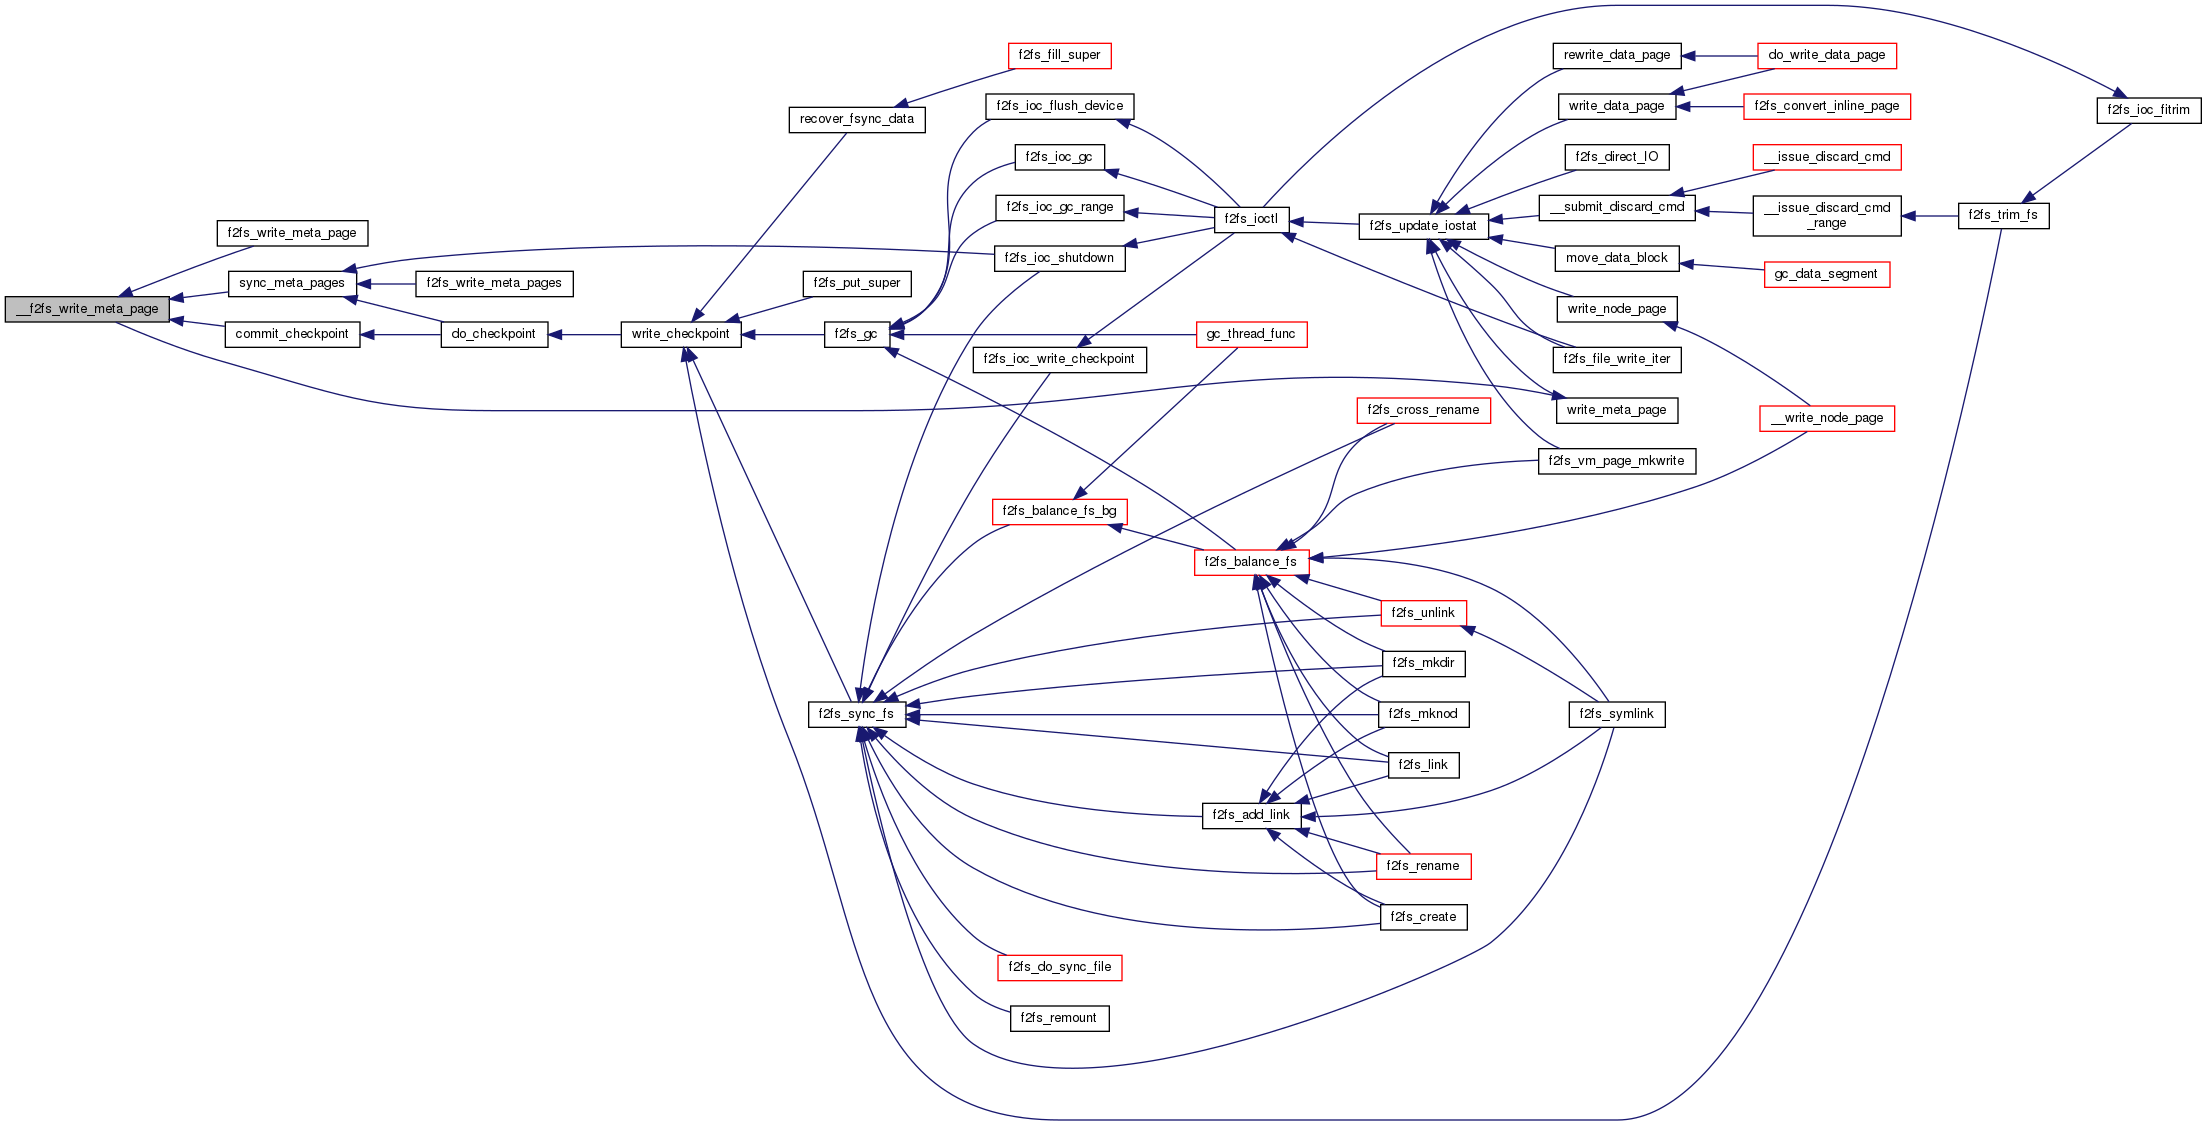 __f2fs_write_meta_page
f2fs_write_meta_page
sync_meta_pages
commit_checkpoint
f2fs_write_meta_pages
do_checkpoint
write_checkpoint
recover_fsync_data
f2fs_put_super
f2fs_gc
f2fs_sync_fs
f2fs_fill_super
f2fs_ioc_flush_device
f2fs_ioc_gc
f2fs_ioc_gc_range
f2fs_ioc_shutdown
f2fs_ioc_write_checkpoint
f2fs_balance_fs_bg
f2fs_do_sync_file
f2fs_remount
f2fs_ioctl
gc_thread_func
f2fs_balance_fs
f2fs_add_link
f2fs_update_iostat
f2fs_cross_rename
f2fs_unlink
f2fs_mkdir
f2fs_mknod
f2fs_link
f2fs_rename
f2fs_create
rewrite_data_page
write_data_page
f2fs_direct_IO
__submit_discard_cmd
move_data_block
write_node_page
f2fs_file_write_iter
write_meta_page
f2fs_vm_page_mkwrite
f2fs_symlink
do_write_data_page
f2fs_convert_inline_page
__issue_discard_cmd
__issue_discard_cmd
_range
gc_data_segment
__write_node_page
f2fs_trim_fs
f2fs_ioc_fitrim